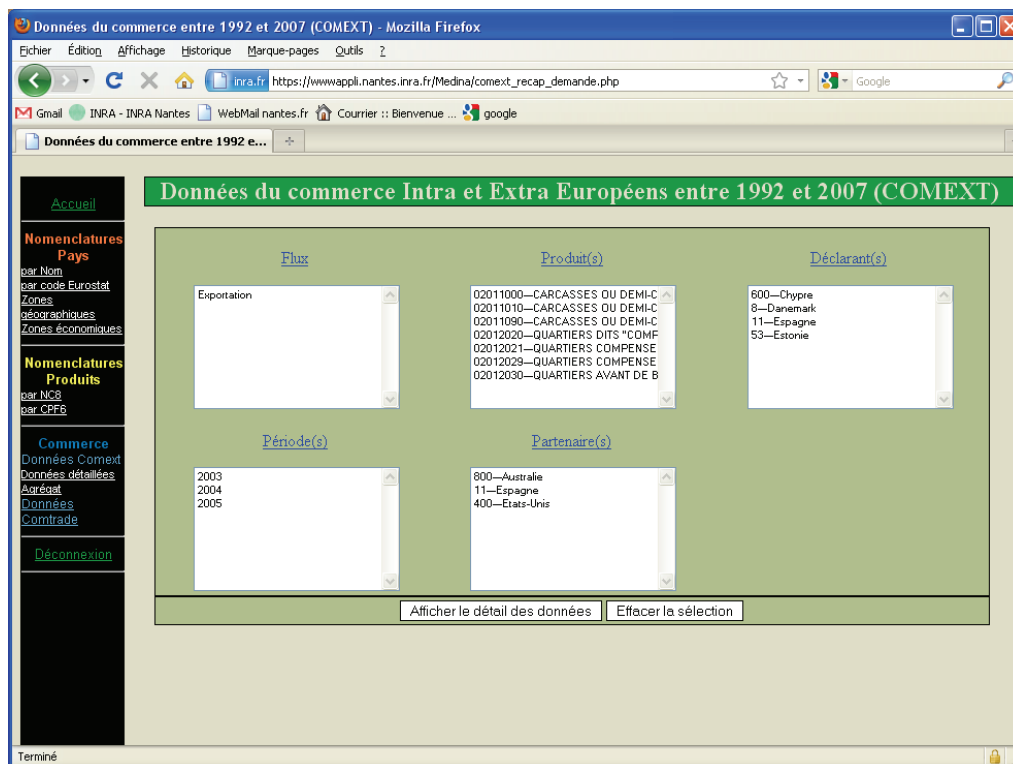 Données du commerce entre 1992 et 2007 (COMEXT) - Mozilla Firefox
Fichier Édition Affichage Historique Marque-pages Outils ?
inra.fr https://wwwappli.nantes.inra.fr/Medina/comext_recap_demande.php Google
Gmail INRA - INRA Nantes WebMail nantes.fr Courrier :: Bienvenue ... google
Données du commerce entre 1992 e...
Données du commerce Intra et Extra Européens entre 1992 et 2007 (COMEXT)
Accueil
Nomenclatures
Pays
par Nom
par code Eurostat
Zones
géographiques
Zones économiques
Nomenclatures
Produits
par NC8
par CPF6
Commerce
Données Comext
Données détaillées
Agrégat
Données
Comtrade
Déconnexion
Flux
Exportation
Produit(s)
02011000—CARCASSES OU DEMI-C
02011010—CARCASSES OU DEMI-C
02011090—CARCASSES OU DEMI-C
02012020—QUARTIERS DITS "COMP
02012021—QUARTIERS COMPENSE
02012029—QUARTIERS COMPENSE
02012030—QUARTIERS AVANT DE B
Déclarant(s)
600—Chypre
8—Danemark
11—Espagne
53—Estonie
Période(s)
2003
2004
2005
Partenaire(s)
800—Australie
11—Espagne
400—Etats-Unis
Afficher le détail des données Effacer la sélection
Terminé